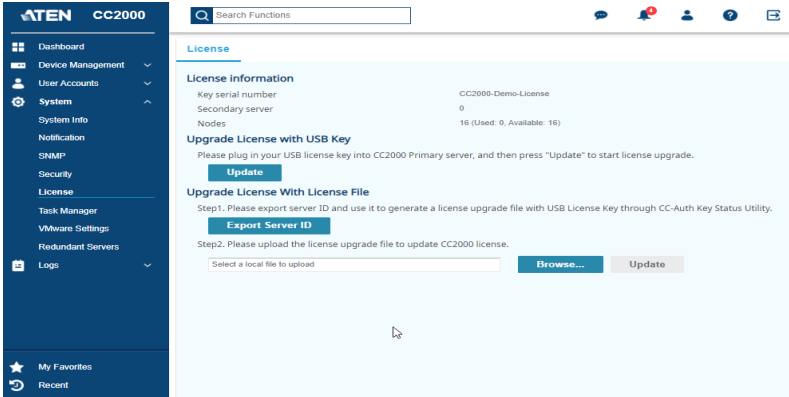 ATEN CC2000
Search Functions
4
?
Dashboard
Device Management
User Accounts
System
System Info
Notification
SNMP
Security
License
Task Manager
VMware Settings
Redundant Servers
Logs
My Favorites
Recent
License
License information
Key serial number CC2000-Demo-License
Secondary server 0
Nodes 16 (Used: 0, Available: 16)
Upgrade License with USB Key
Please plug in your USB license key into CC2000 Primary server, and then press "Update" to start license upgrade.
Update
Upgrade License With License File
Step1. Please export server ID and use it to generate a license upgrade file with USB License Key through CC-Auth Key Status Utility.
Export Server ID
Step2. Please upload the license upgrade file to update CC2000 license.
Select a local file to upload Browse... Update